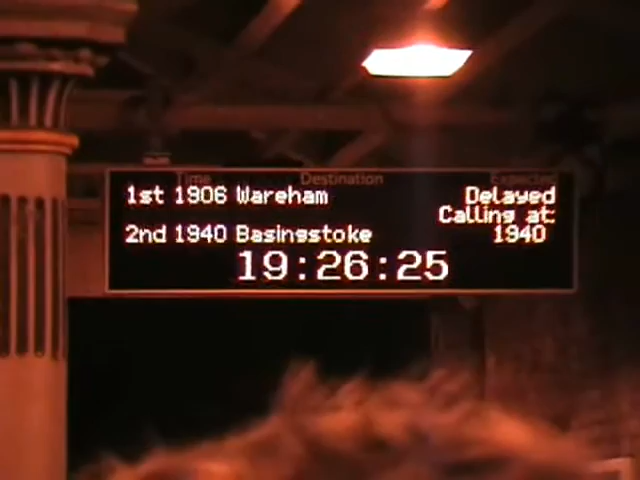 Time Destination Expected
1st 1906 Wareham Delayed
Calling at:
2nd 1940 Basingstoke 1940
19:26:25